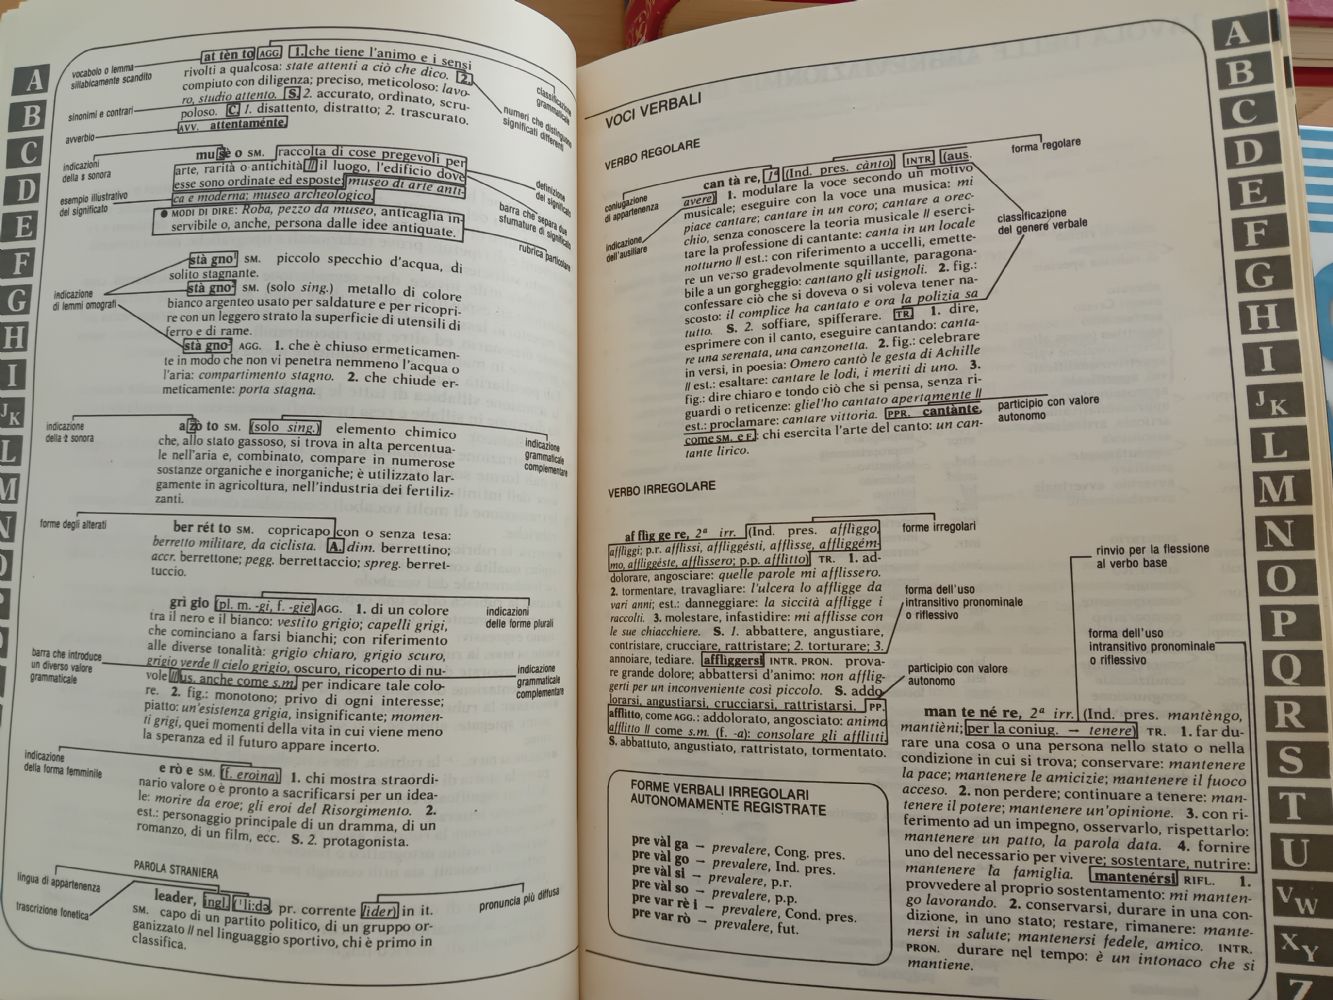 A
B
C
D
E
F
G
H
I
JK
L
M
N
O
vocabolo o lemma
sillabicamente scandito
sinonimi e contrari
avverbio
at tèn to AGG. 1. che tiene l'animo e i sensi
rivolti a qualcosa: state attenti a ciò che dico. 2.
compiuto con diligenza; preciso, meticoloso: lavo-
ro, studio attento. S. 2. accurato, ordinato, scru-
poloso. C. 1. disattento, distratto; 2. trascurato.
AVV. attentaménte.
classificazione
grammaticale
numeri che distinguono
significati differenti
indicazioni
della s sonora
esempio illustrativo
del significato
mu sè o SM. raccolta di cose pregevoli per
arte, rarità o antichità // il luogo, l'edificio dove
esse sono ordinate ed esposte: museo di arte anti-
ca e moderna; museo archeologico.
● MODI DI DIRE: Roba, pezzo da museo, anticaglia in-
servibile o, anche, persona dalle idee antiquate.
definizione
del significato
barra che separa due
sfumature di significato
rubrica particolare
indicazione
di lemmi omografi
stà gno¹ SM. piccolo specchio d'acqua, di
solito stagnante.
stà gno² SM. (solo sing.) metallo di colore
bianco argenteo usato per saldature e per ricopri-
re con un leggero strato la superficie di utensili di
ferro e di rame.
stà gno³ AGG. 1. che è chiuso ermeticamen-
te in modo che non vi penetra nemmeno l'acqua o
l'aria: compartimento stagno. 2. che chiude er-
meticamente: porta stagna.
indicazione
della z sonora
a zò to SM. (solo sing.) elemento chimico
che, allo stato gassoso, si trova in alta percentua-
le nell'aria e, combinato, compare in numerose
sostanze organiche e inorganiche; è utilizzato lar-
gamente in agricoltura, nell'industria dei fertiliz-
zanti.
indicazione
grammaticale
complementare
forme degli alterati
ber rét to SM. copricapo con o senza tesa:
berretto militare, da ciclista. A. dim. berrettino;
accr. berrettone; pegg. berrettaccio; spreg. berret-
tuccio.
barra che introduce
un diverso valore
grammaticale
grì gio (pl. m. -gi, f. -gie) AGG. 1. di un colore
tra il nero e il bianco: vestito grigio; capelli grigi,
che cominciano a farsi bianchi; con riferimento
alle diverse tonalità: grigio chiaro, grigio scuro,
grigio verde // cielo grigio, oscuro, ricoperto di nu-
vole // us. anche come s.m. per indicare tale colo-
re. 2. fig.: monotono; privo di ogni interesse;
piatto: un'esistenza grigia, insignificante; momen-
ti grigi, quei momenti della vita in cui viene meno
la speranza ed il futuro appare incerto.
indicazioni
delle forme plurali
indicazione
grammaticale
complementare
indicazione
della forma femminile
e rò e SM. (f. eroina) 1. chi mostra straordi-
nario valore o è pronto a sacrificarsi per un idea-
le: morire da eroe; gli eroi del Risorgimento. 2.
est.: personaggio principale di un dramma, di un
romanzo, di un film, ecc. S. 2. protagonista.
PAROLA STRANIERA
lingua di appartenenza
trascrizione fonetica
leader, ingl. ['li:də, pr. corrente lider] in it.
SM. capo di un partito politico, di un gruppo or-
ganizzato // nel linguaggio sportivo, chi è primo in
classifica.
pronuncia più diffusa
VOCI VERBALI
VERBO REGOLARE
coniugazione
di appartenenza
indicazione
dell'ausiliare
can tà re, 1ª (Ind. pres. cànto) INTR. (aus.
avere) 1. modulare la voce secondo un motivo
musicale; eseguire con la voce una musica: mi
piace cantare; cantare in un coro; cantare a orec-
chio, senza conoscere la teoria musicale // eserci-
tare la professione di cantante: canta in un locale
notturno // est.: con riferimento a uccelli, emette-
re un verso gradevolmente squillante, paragona-
bile a un gorgheggio: cantano gli usignoli. 2. fig.:
confessare ciò che si doveva o si voleva tener na-
scosto: il complice ha cantato e ora la polizia sa
tutto. S. 2. soffiare, spifferare. TR. 1. dire,
esprimere con il canto, eseguire cantando: canta-
re una serenata, una canzonetta. 2. fig.: celebrare
in versi, in poesia: Omero cantò le gesta di Achille
// est.: esaltare: cantare le lodi, i meriti di uno. 3.
fig.: dire chiaro e tondo ciò che si pensa, senza ri-
guardi o reticenze: gliel'ho cantato apertamente //
est.: proclamare: cantare vittoria. PPR. cantànte,
come SM. e F.: chi esercita l'arte del canto: un can-
tante lirico.
forma regolare
classificazione
del genere verbale
participio con valore
autonomo
VERBO IRREGOLARE
af flìg ge re, 2ª irr. (Ind. pres. affliggo,
affliggi; p.r. afflissi, affliggésti, afflìsse, affliggém-
mo, affliggéste, afflissero; p.p. afflìtto) TR. 1. ad-
dolorare, angosciare: quelle parole mi afflissero.
2. tormentare, travagliare: l'ulcera lo affligge da
vari anni; est.: danneggiare: la siccità affligge i
raccolti. 3. molestare, infastidire: mi afflisse con
le sue chiacchiere. S. 1. abbattere, angustiare,
contristare, crucciare, rattristare; 2. torturare; 3.
annoiare, tediare. affliggersi INTR. PRON. prova-
re grande dolore; abbattersi d'animo: non afflig-
gerti per un inconveniente così piccolo. S. addo-
lorarsi, angustiarsi, crucciarsi, rattristarsi. PP.
afflitto, come AGG.: addolorato, angosciato: animo
afflitto // come s.m. (f. -a): consolare gli afflitti.
S. abbattuto, angustiato, rattristato, tormentato.
forme irregolari
forma dell'uso
intransitivo pronominale
o riflessivo
participio con valore
autonomo
FORME VERBALI IRREGOLARI
AUTONOMAMENTE REGISTRATE
pre vàl ga → prevalere, Cong. pres.
pre vàl go → prevalere, Ind. pres.
pre vàl si → prevalere, p.r.
pre vàl so → prevalere, p.p.
pre var rè i → prevalere, Cond. pres.
pre var rò → prevalere, fut.
rinvio per la flessione
al verbo base
forma dell'uso
intransitivo pronominale
o riflessivo
man te né re, 2ª irr. (Ind. pres. mantèngo,
mantièni; per la coniug. → tenere) TR. 1. far du-
rare una cosa o una persona nello stato o nella
condizione in cui si trova; conservare: mantenere
la pace; mantenere le amicizie; mantenere il fuoco
acceso. 2. non perdere; continuare a tenere: man-
tenere il potere; mantenere un'opinione. 3. con ri-
ferimento ad un impegno, osservarlo, rispettarlo:
mantenere un patto, la parola data. 4. fornire
uno del necessario per vivere; sostentare, nutrire:
mantenere la famiglia. mantenérsi RIFL. 1.
provvedere al proprio sostentamento: mi manten-
go lavorando. 2. conservarsi, durare in una con-
dizione, in uno stato; restare, rimanere: mante-
nersi in salute; mantenersi fedele, amico. INTR.
PRON. durare nel tempo: è un intonaco che si
mantiene.
A
B
C
D
E
F
G
H
I
JK
L
M
N
O
P
Q
R
S
T
U
VW
XY
Z